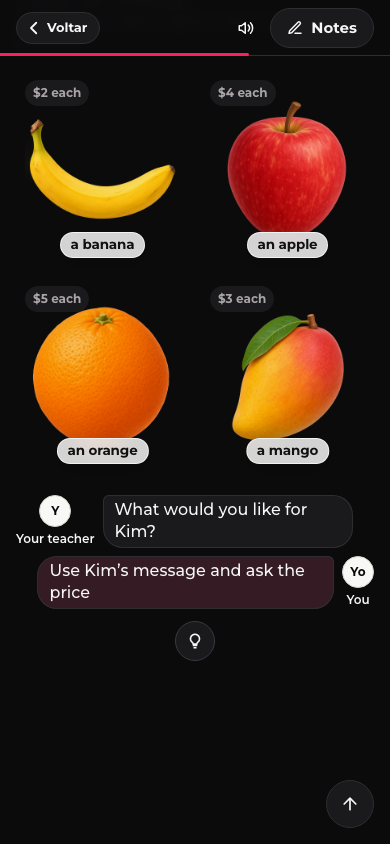 Voltar
Notes
$2 each
$4 each
a banana
an apple
$5 each
$3 each
an orange
a mango
Y
Your teacher
What would you like for
Kim?
Use Kim’s message and ask the
price
Yo
You